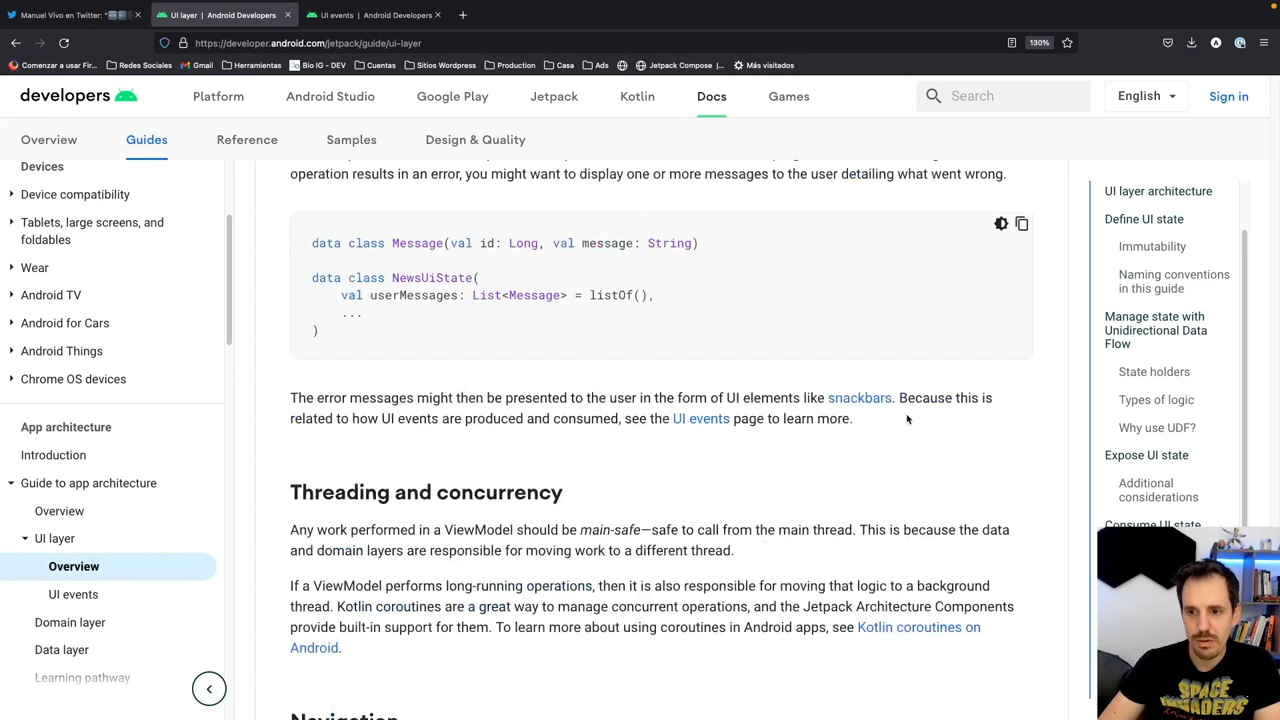 Manuel Vivo en Twitter: "
UI layer | Android Developers
UI events | Android Developers
https://developer.android.com/jetpack/guide/ui-layer
130%
Comenzar a usar Fir...
Redes Sociales
Gmail
Herramientas
Bio IG - DEV
Cuentas
Sitios Wordpress
Production
Casa
Ads
Jetpack Compose |...
Más visitados
developers
Platform
Android Studio
Google Play
Jetpack
Kotlin
Docs
Games
Search
English
Sign in
Overview
Guides
Reference
Samples
Design & Quality
Devices
Device compatibility
Tablets, large screens, and
foldables
Wear
Android TV
Android for Cars
Android Things
Chrome OS devices
App architecture
Introduction
Guide to app architecture
Overview
UI layer
Overview
UI events
Domain layer
Data layer
Learning pathway
operation results in an error, you might want to display one or more messages to the user detailing what went wrong.
data class Message(val id: Long, val message: String)
data class NewsUiState(
val userMessages: List<Message> = listOf(),
...
)
The error messages might then be presented to the user in the form of UI elements like snackbars. Because this is
related to how UI events are produced and consumed, see the UI events page to learn more.
Threading and concurrency
Any work performed in a ViewModel should be main-safe—safe to call from the main thread. This is because the data
and domain layers are responsible for moving work to a different thread.
If a ViewModel performs long-running operations, then it is also responsible for moving that logic to a background
thread. Kotlin coroutines are a great way to manage concurrent operations, and the Jetpack Architecture Components
provide built-in support for them. To learn more about using coroutines in Android apps, see Kotlin coroutines on
Android.
Navigation
UI layer architecture
Define UI state
Immutability
Naming conventions
in this guide
Manage state with
Unidirectional Data
Flow
State holders
Types of logic
Why use UDF?
Expose UI state
Additional
considerations
Consume UI state
SPACE
INVADERS